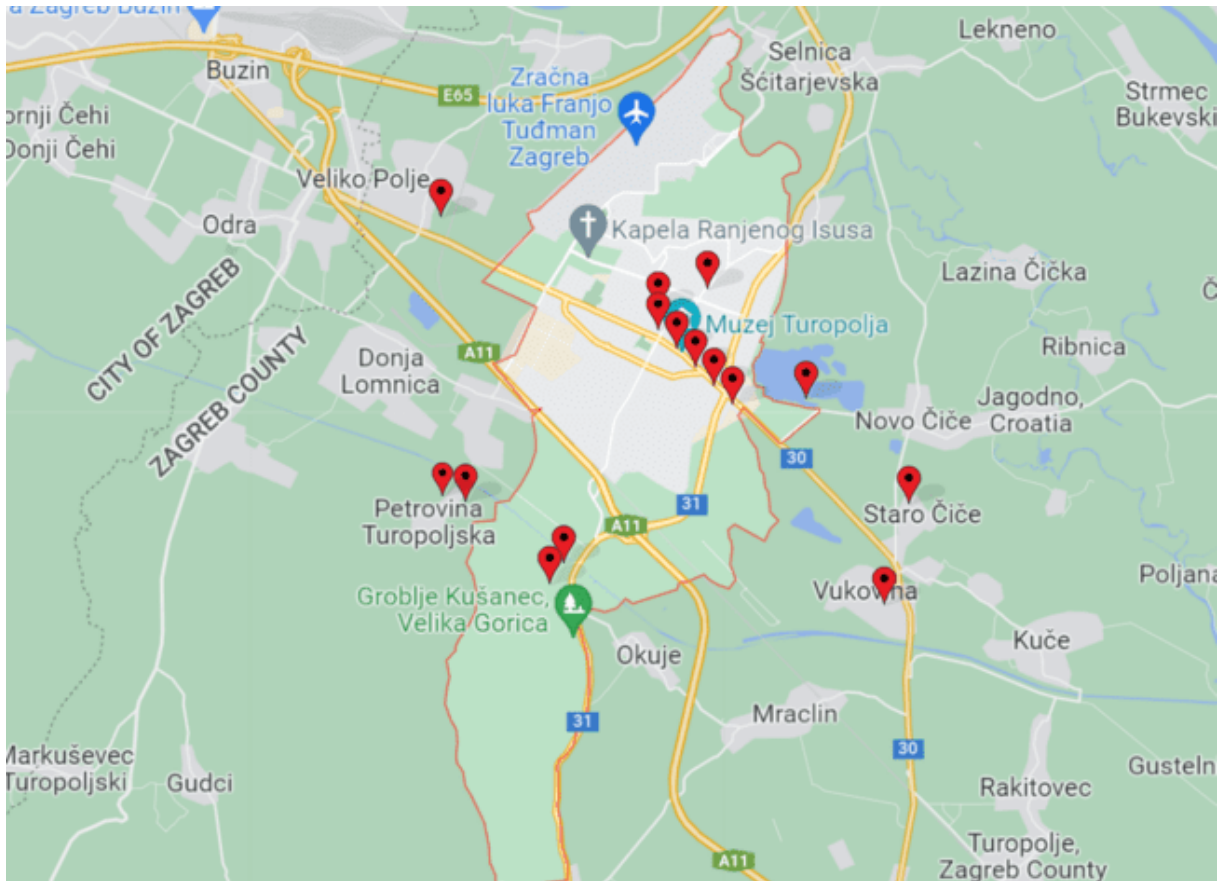 a Zagreb Buzin
Buzin
E65
Selnica
Šćitarjevska
Lekneno
Strmec
Bukevski
ornji Čehi
Donji Čehi
Zračna
luka Franjo
Tuđman
Zagreb
Veliko Polje
Odra
Kapela Ranjenog Isusa
Lazina Čička
Č
CITY OF ZAGREB
ZAGREB COUNTY
Muzej Turopolja
A11
Donja
Lomnica
Ribnica
Jagodno,
Croatia
Novo Čiče
30
31
Staro Čiče
Petrovina
Turopoljska
A11
Groblje Kušanec,
Velika Gorica
Vukovina
Poljana
Kuče
Okuje
Mraclin
31
30
Markuševec
Turopoljski
Gudci
Gusteln
Rakitovec
Turopolje,
Zagreb County
A11